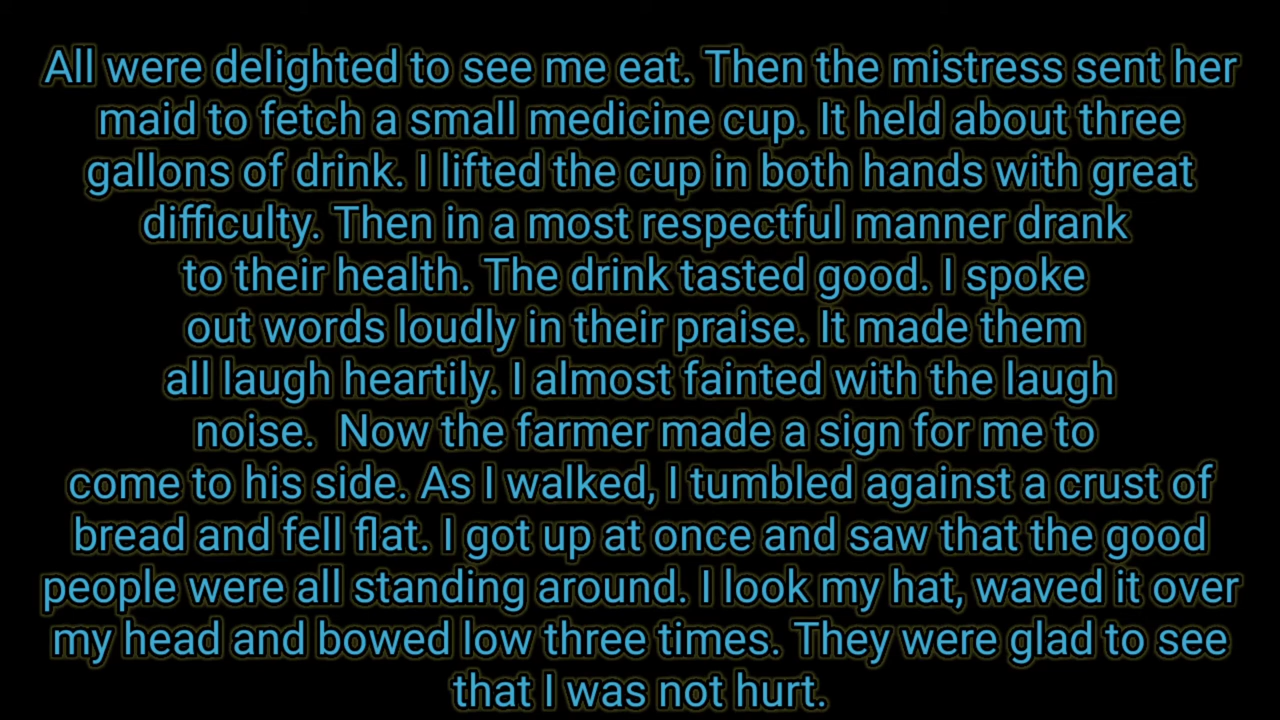 All were delighted to see me eat. Then the mistress sent her
maid to fetch a small medicine cup. It held about three
gallons of drink. I lifted the cup in both hands with great
difficulty. Then in a most respectful manner drank
to their health. The drink tasted good. I spoke
out words loudly in their praise. It made them
all laugh heartily. I almost fainted with the laugh
noise.  Now the farmer made a sign for me to
come to his side. As I walked, I tumbled against a crust of
bread and fell flat. I got up at once and saw that the good
people were all standing around. I look my hat, waved it over
my head and bowed low three times. They were glad to see
that I was not hurt.